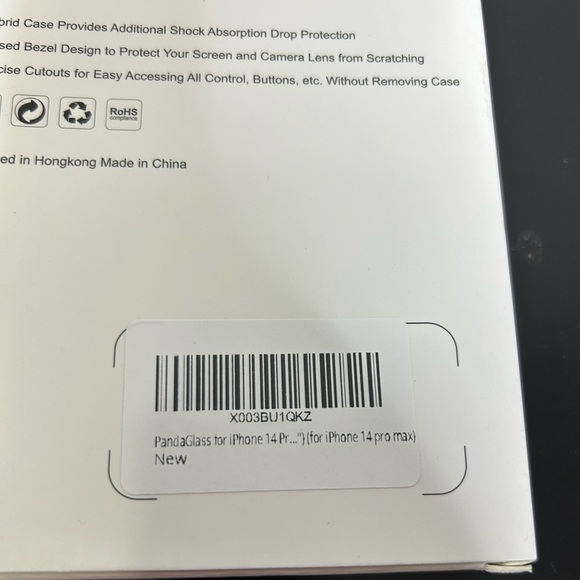 brid Case Provides Additional Shock Absorption Drop Protection
sed Bezel Design to Protect Your Screen and Camera Lens from Scratching
cise Cutouts for Easy Accessing All Control, Buttons, etc. Without Removing Case
RoHS
compliance
ed in Hongkong Made in China
X003BU1QKZ
PandaGlass for iPhone 14 Pr..."}(for iPhone 14 pro max)
New